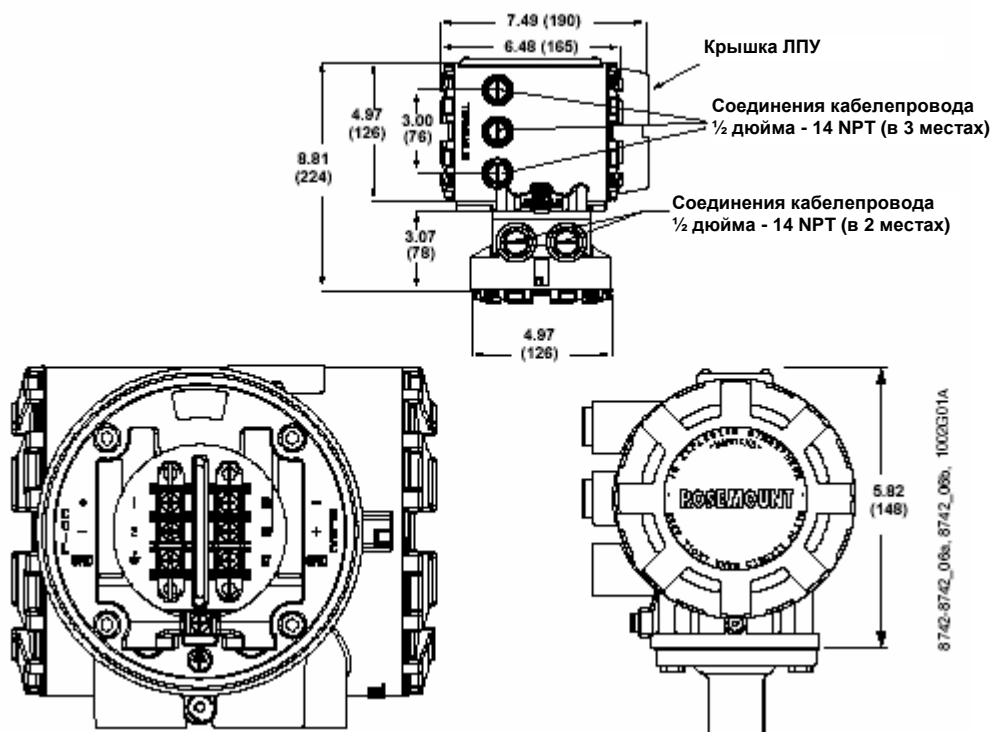 7.49 (190)
6.48 (165)
Крышка ЛПУ
4.97
(126)
3.00
(76)
Соединения кабелепровода
½ дюйма - 14 NPT (в 3 местах)
8.81
(224)
Соединения кабелепровода
½ дюйма - 14 NPT (в 2 местах)
3.07
(78)
4.97
(126)
+
-
1
2
-
+
ROSEMOUNT
5.82
(148)
8742-8742_06a, 8742_06b, 1002G01A